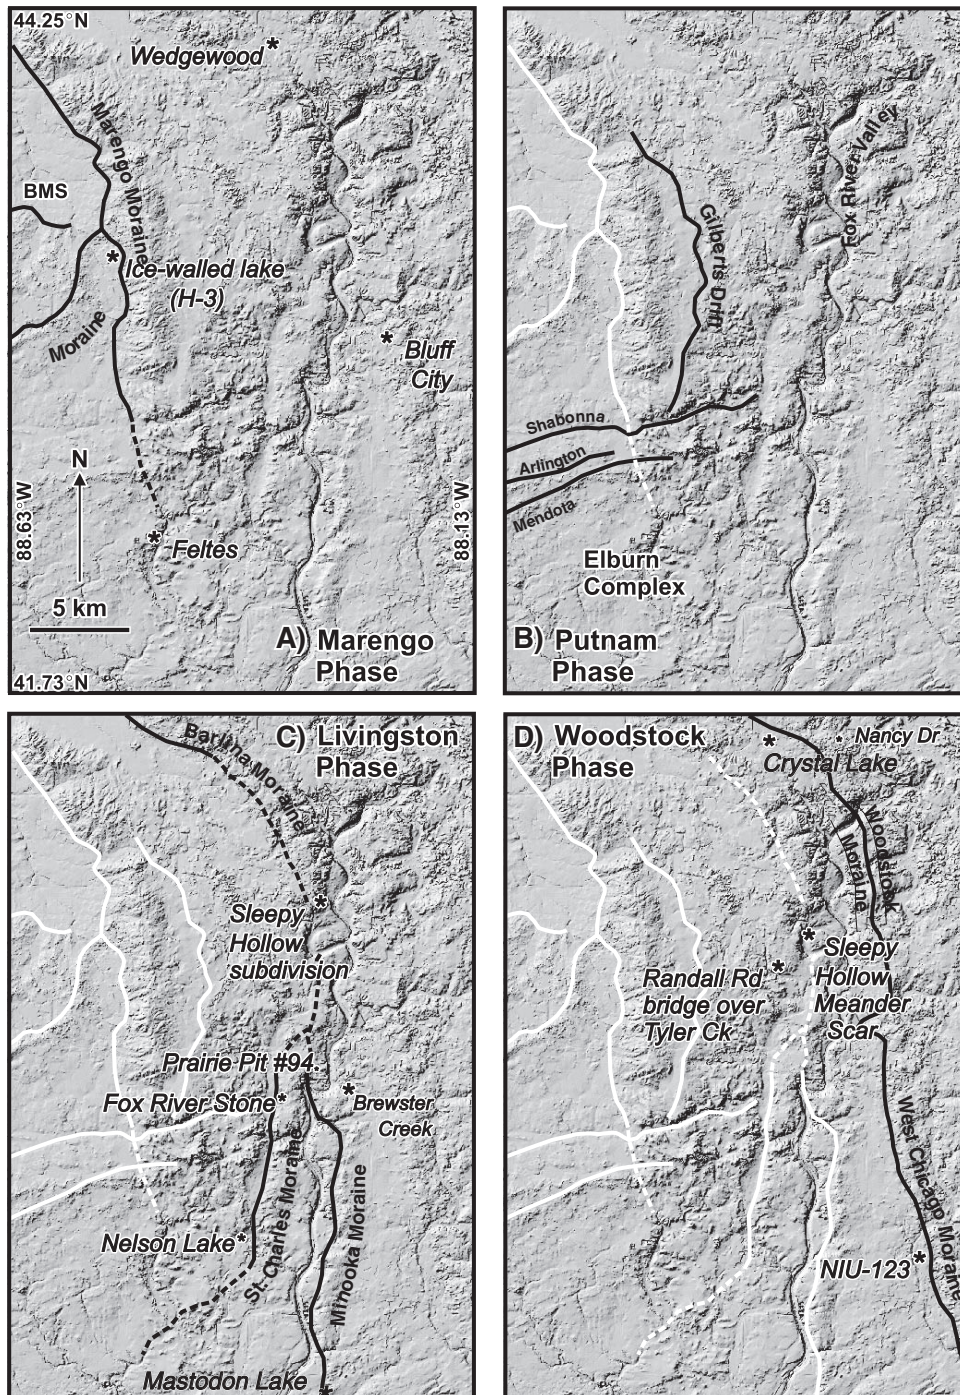 44.25°N
Wedgewood
Marengo Moraine
BMS
Ice-walled lake
(H-3)
Moraine
Bluff
City
N
88.63°W
88.13°W
Feltes
5 km
A) Marengo
Phase
41.73°N
Fox River Valley
Gilberts Drift
Shabonna
Arlington
Mendota
Elburn
Complex
B) Putnam
Phase
C) Livingston
Phase
Barlina Moraine
Sleepy
Hollow
subdivision
Prairie Pit #94
Fox River Stone
Brewster
Creek
St. Charles Moraine
Minooka Moraine
Nelson Lake
Mastodon Lake
D) Woodstock
Phase
Nancy Dr
Crystal Lake
Woodstock
Moraine
Sleepy
Hollow
Meander
Scar
Randall Rd
bridge over
Tyler Ck
West Chicago Moraine
NIU-123